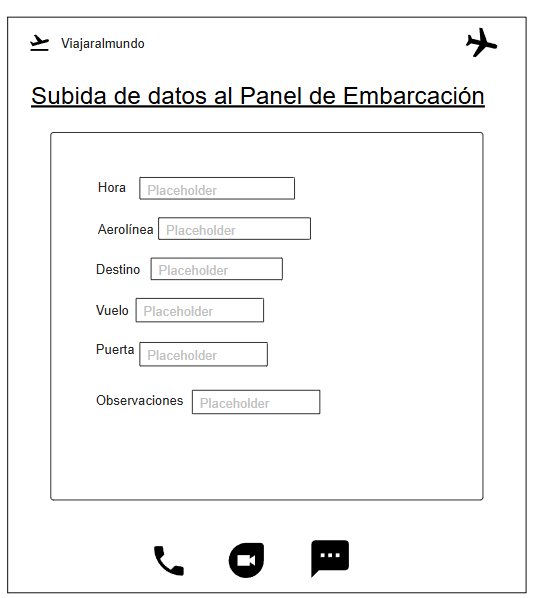 Viajaralmundo
Subida de datos al Panel de Embarcación
Hora Placeholder
Aerolínea Placeholder
Destino Placeholder
Vuelo Placeholder
Puerta Placeholder
Observaciones Placeholder